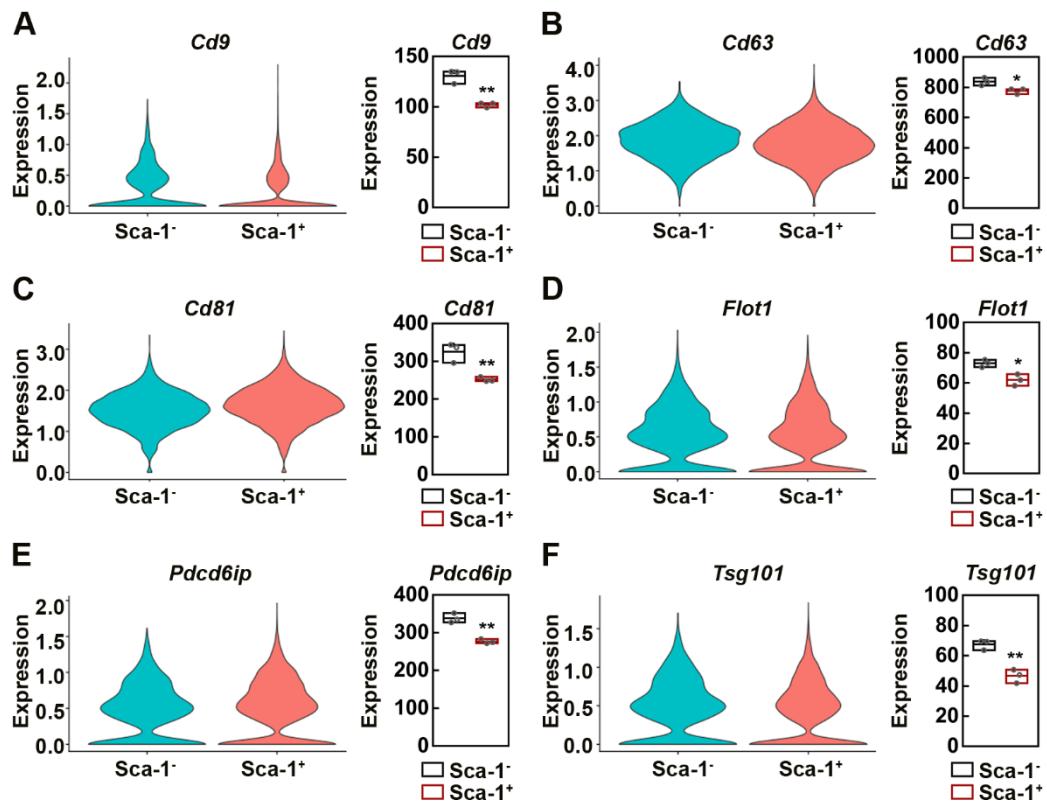 A
Cd9
Expression
2.0
1.5
1.0
0.5
0.0
Sca-1⁻
Sca-1⁺
Cd9
Expression
150
100
50
0
**
Sca-1⁻
Sca-1⁺
B
Cd63
Expression
4.0
3.0
2.0
1.0
0.0
Sca-1⁻
Sca-1⁺
Cd63
Expression
1000
800
600
400
200
0
*
Sca-1⁻
Sca-1⁺
C
Cd81
Expression
3.0
2.0
1.0
0.0
Sca-1⁻
Sca-1⁺
Cd81
Expression
400
300
200
100
0
**
Sca-1⁻
Sca-1⁺
D
Flot1
Expression
2.0
1.5
1.0
0.5
0.0
Sca-1⁻
Sca-1⁺
Flot1
Expression
100
80
60
40
20
0
*
Sca-1⁻
Sca-1⁺
E
Pdcd6ip
Expression
2.0
1.5
1.0
0.5
0.0
Sca-1⁻
Sca-1⁺
Pdcd6ip
Expression
400
300
200
100
0
**
Sca-1⁻
Sca-1⁺
F
Tsg101
Expression
1.5
1.0
0.5
0.0
Sca-1⁻
Sca-1⁺
Tsg101
Expression
100
80
60
40
20
0
**
Sca-1⁻
Sca-1⁺